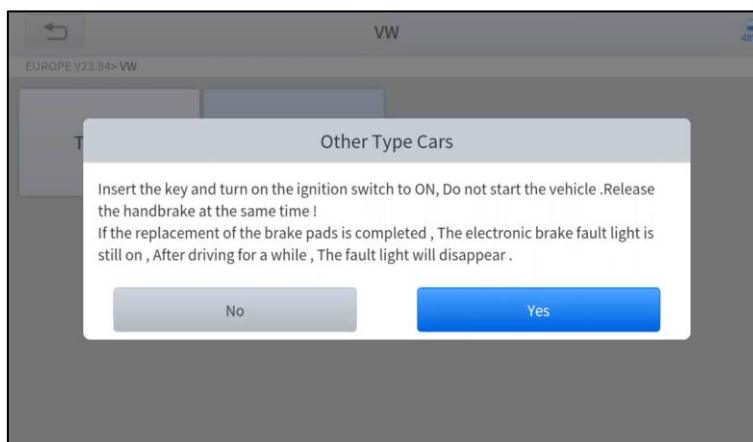 VW
EUROPE V23.84> VW
T
Other Type Cars
Insert the key and turn on the ignition switch to ON, Do not start the vehicle .Release
the handbrake at the same time !
If the replacement of the brake pads is completed , The electronic brake fault light is
still on , After driving for a while , The fault light will disappear .
No
Yes